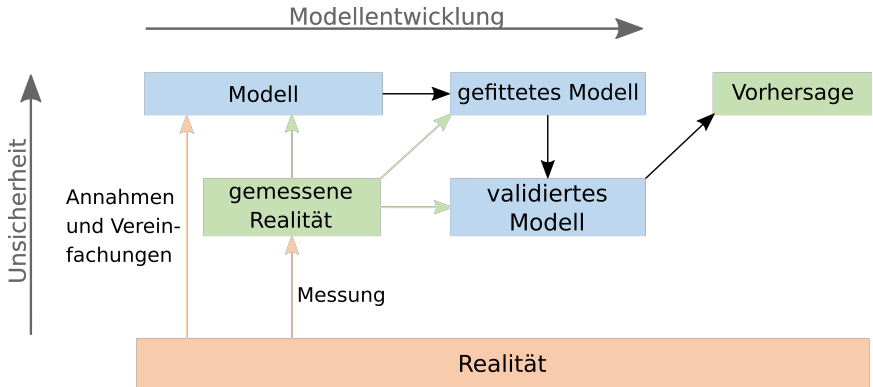 Modellentwicklung
Unsicherheit
Modell
gefittetes Modell
Vorhersage
Annahmen
und Verein-
fachungen
gemessene
Realität
validiertes
Modell
Messung
Realität